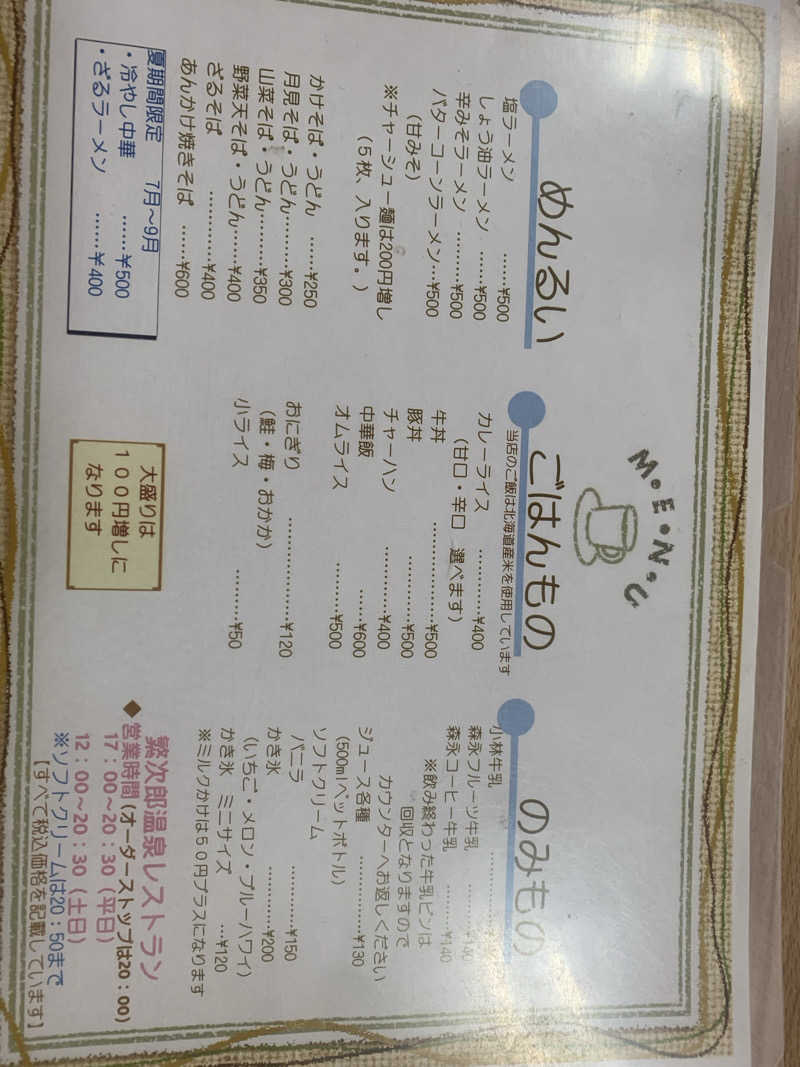 M・E・N・U
めんるい
塩ラーメン ……¥500
しょう油ラーメン ……¥500
辛みそラーメン ………¥500
バターコーンラーメン…¥500
（甘みそ）
※チャーシュー麺は200円増し
（５枚、入ります。）
かけそば・うどん ……¥250
月見そば・うどん………¥300
山菜そば・うどん………¥350
野菜天そば・うどん……¥400
ざるそば …………¥400
あんかけ焼きそば ……¥600
夏期間限定 7月～9月
・冷やし中華 ……¥500
・ざるラーメン ……¥400
ごはんもの
当店のご飯は北海道産米を使用しています
カレーライス …………¥400
（甘口・辛口 選べます）
牛丼 ………………¥500
豚丼 …………¥500
チャーハン …………¥400
中華飯 ……¥600
オムライス …………¥500
おにぎり ………………¥120
（鮭・梅・おかか）
小ライス …………¥50
大盛りは
１００円増しに
なります
のみもの
小林牛乳
森永フルーツ牛乳
森永コーヒー牛乳 ………¥140
※飲み終わった牛乳ビンは
回収となりますので
カウンターへお返しください
ジュース各種 …………¥130
（500mlペットボトル）
ソフトクリーム
バニラ …………¥150
かき氷 …………¥200
（いちご・メロン・ブルーハワイ）
かき氷 ミニサイズ …¥120
※ミルクかけは５０円プラスになります
繁次郎温泉レストラン
◆営業時間(オーダーストップは20：00)
17：00～20：30（平日）
12：00～20：30（土日）
※ソフトクリームは20：50まで
【すべて税込価格を記載しています】